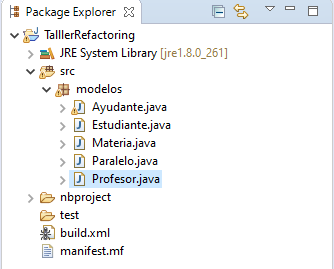 Package Explorer
TalllerRefactoring
JRE System Library [jre1.8.0_261]
src
modelos
Ayudante.java
Estudiante.java
Materia.java
Paralelo.java
Profesor.java
nbproject
test
build.xml
manifest.mf